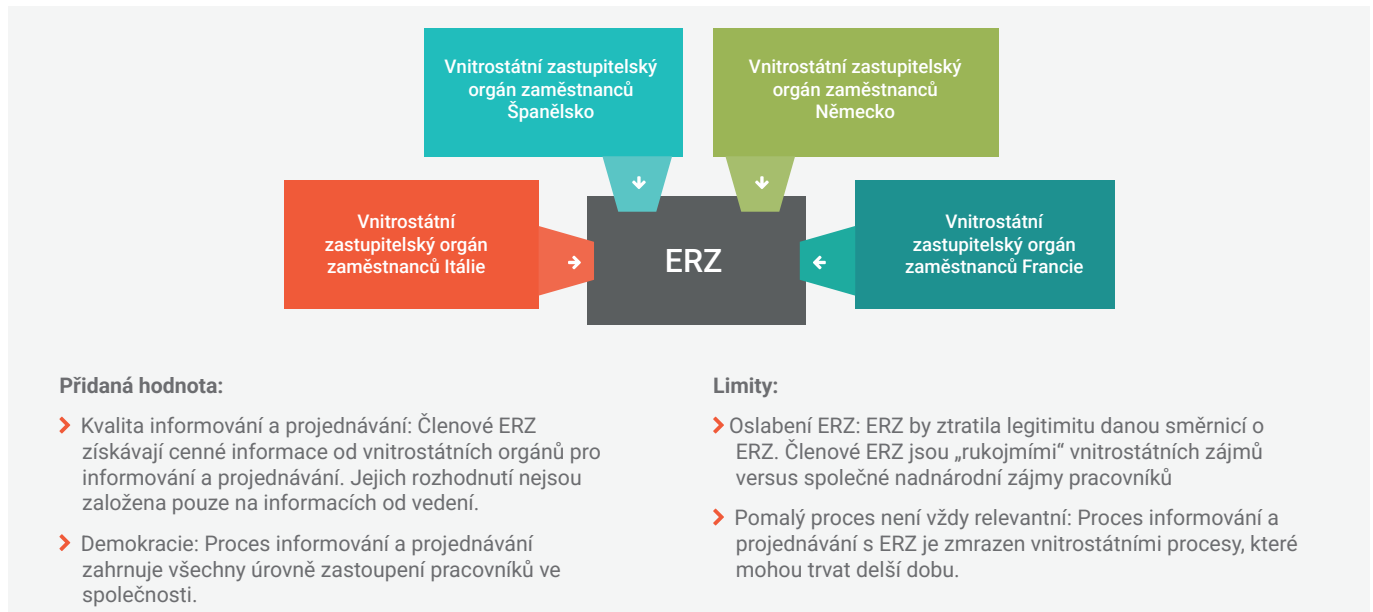 Vnitrostátní zastupitelský
orgán zaměstnanců
Španělsko
Vnitrostátní zastupitelský
orgán zaměstnanců
Německo
Vnitrostátní
zastupitelský orgán
zaměstnanců Itálie
ERZ
Vnitrostátní
zastupitelský orgán
zaměstnanců Francie
Přidaná hodnota:
Kvalita informování a projednávání: Členové ERZ
získávají cenné informace od vnitrostátních orgánů pro
informování a projednávání. Jejich rozhodnutí nejsou
založena pouze na informacích od vedení.
Demokracie: Proces informování a projednávání
zahrnuje všechny úrovně zastoupení pracovníků ve
společnosti.
Limity:
Oslabení ERZ: ERZ by ztratila legitimitu danou směrnicí o
ERZ. Členové ERZ jsou „rukojmími“ vnitrostátních zájmů
versus společné nadnárodní zájmy pracovníků
Pomalý proces není vždy relevantní: Proces informování a
projednávání s ERZ je zmrazen vnitrostátními procesy, které
mohou trvat delší dobu.